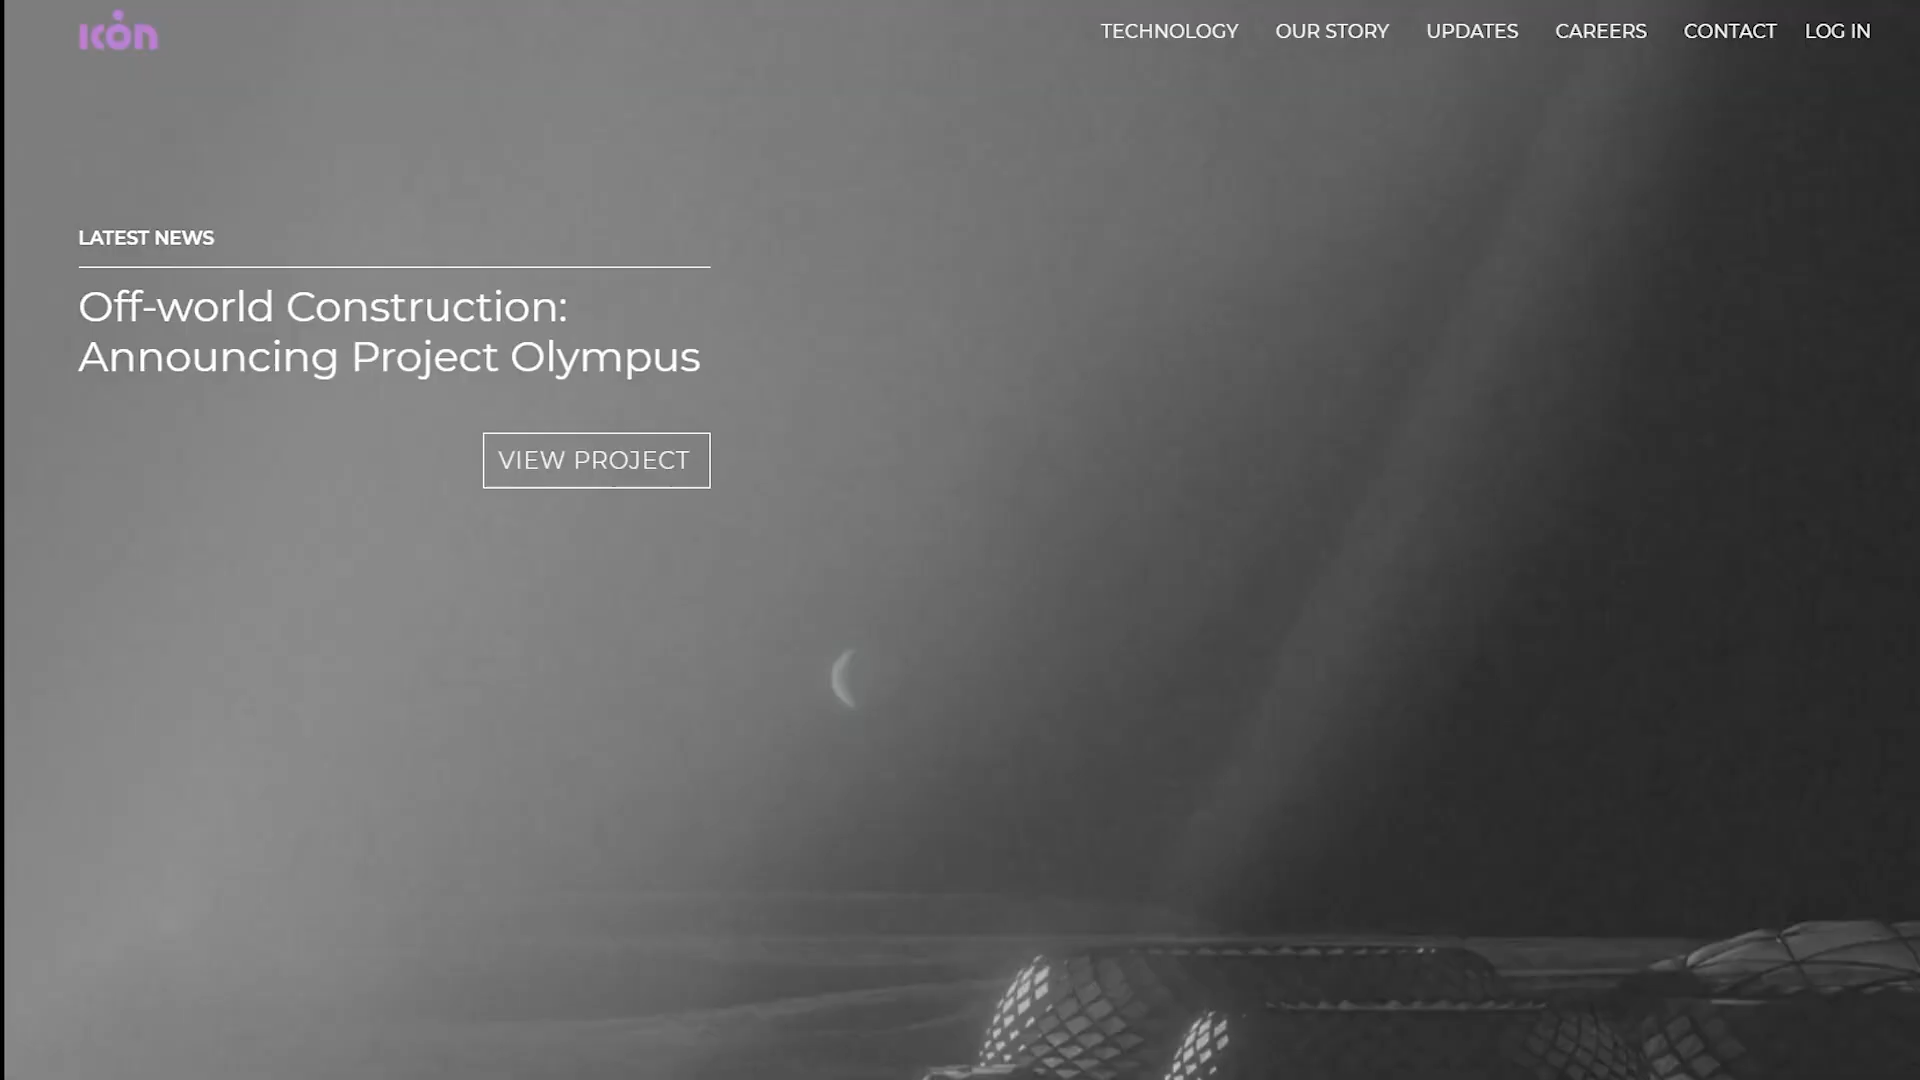 ICON
TECHNOLOGY OUR STORY UPDATES CAREERS CONTACT LOG IN
LATEST NEWS
Off-world Construction:
Announcing Project Olympus
VIEW PROJECT